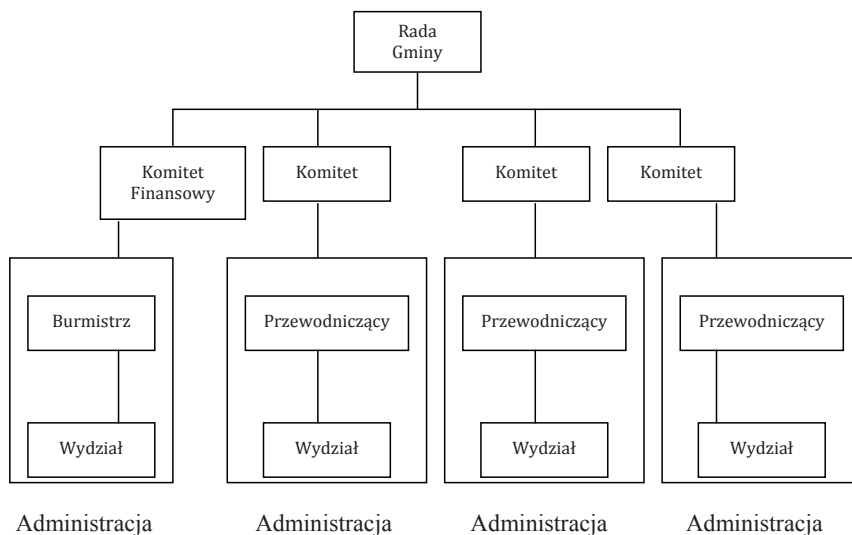 Rada
Gminy
Komitet
Finansowy
Komitet
Komitet
Komitet
Burmistrz
Przewodniczący
Przewodniczący
Przewodniczący
Wydział
Wydział
Wydział
Wydział
Administracja
Administracja
Administracja
Administracja